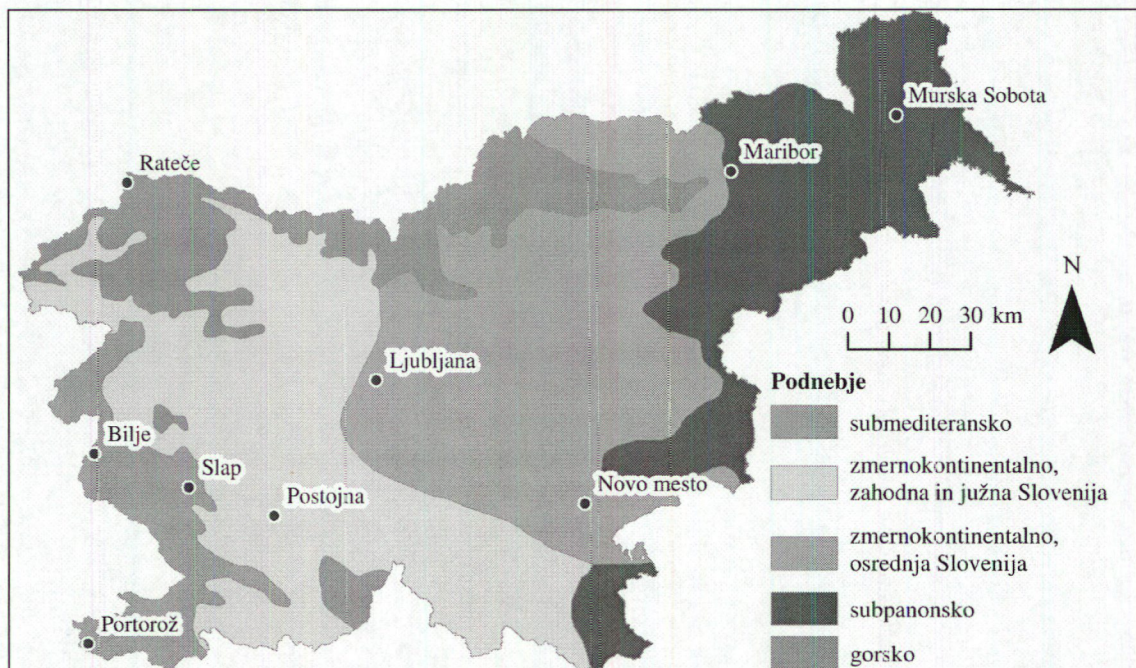 Murska Sobota
Maribor
Rateče
N
0 10 20 30 km
Ljubljana
Podnebje
submediteransko
Bilje
Slap
zmernokontinentalno,
zahodna in južna Slovenija
Postojna
Novo mesto
zmernokontinentalno,
osrednja Slovenija
subpanonsko
Portorož
gorsko